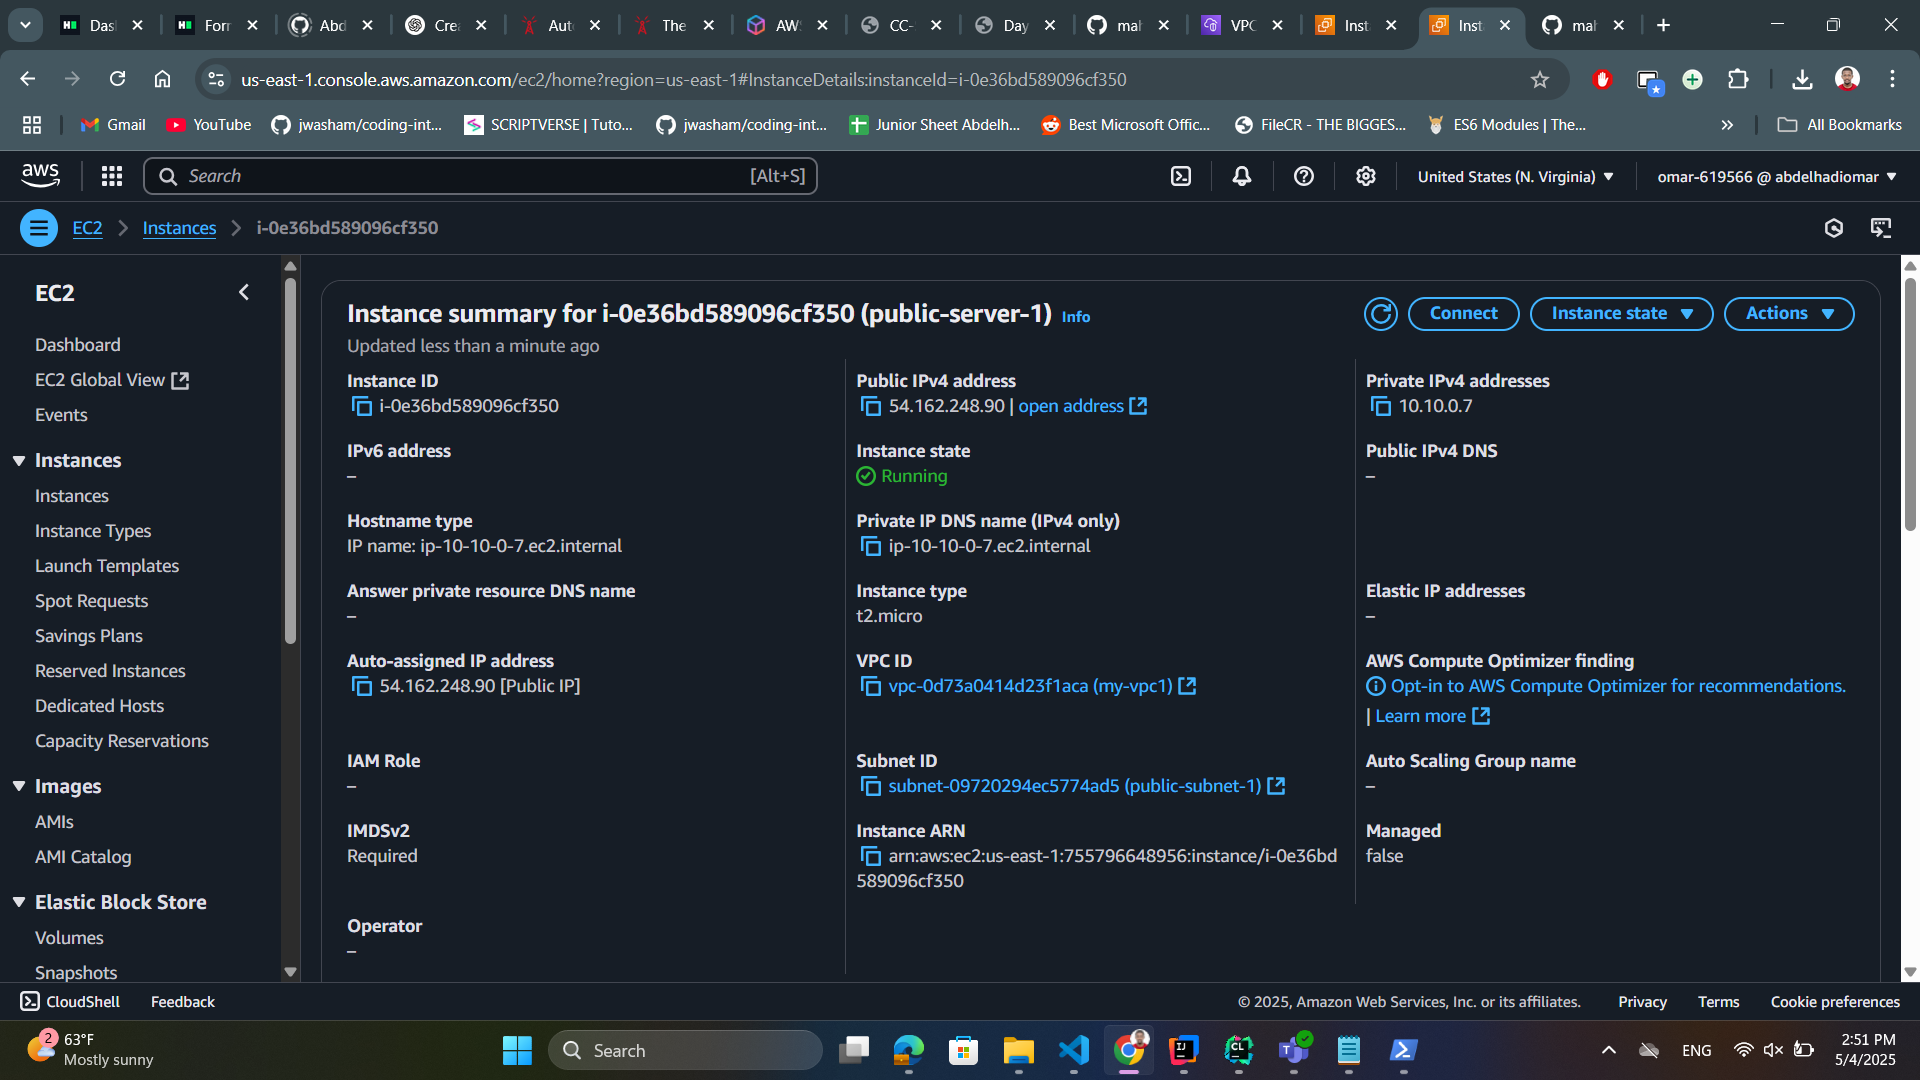 Das
Forr
Abd
Crea
Aut
The
AW
CC-
Day
mah
VPC
Inst
Inst
mah
us-east-1.console.aws.amazon.com/ec2/home?region=us-east-1#InstanceDetails:instanceId=i-0e36bd589096cf350
Gmail
YouTube
jwasham/coding-int...
SCRIPTVERSE | Tuto...
jwasham/coding-int...
Junior Sheet Abdelh...
Best Microsoft Offic...
FileCR - THE BIGGES...
ES6 Modules | The...
All Bookmarks
aws
Search
[Alt+S]
United States (N. Virginia)
omar-619566 @ abdelhadiomar
EC2
Instances
i-0e36bd589096cf350
EC2
Dashboard
EC2 Global View
Events
Instances
Instances
Instance Types
Launch Templates
Spot Requests
Savings Plans
Reserved Instances
Dedicated Hosts
Capacity Reservations
Images
AMIs
AMI Catalog
Elastic Block Store
Volumes
Snapshots
Instance summary for i-0e36bd589096cf350 (public-server-1) Info
Updated less than a minute ago
Connect
Instance state
Actions
Instance ID
i-0e36bd589096cf350
Public IPv4 address
54.162.248.90 | open address
Private IPv4 addresses
10.10.0.7
IPv6 address
–
Instance state
Running
Public IPv4 DNS
–
Hostname type
IP name: ip-10-10-0-7.ec2.internal
Private IP DNS name (IPv4 only)
ip-10-10-0-7.ec2.internal
Answer private resource DNS name
–
Instance type
t2.micro
Elastic IP addresses
–
Auto-assigned IP address
54.162.248.90 [Public IP]
VPC ID
vpc-0d73a0414d23f1aca (my-vpc1)
AWS Compute Optimizer finding
Opt-in to AWS Compute Optimizer for recommendations.
| Learn more
IAM Role
–
Subnet ID
subnet-09720294ec5774ad5 (public-subnet-1)
Auto Scaling Group name
–
IMDSv2
Required
Instance ARN
arn:aws:ec2:us-east-1:755796648956:instance/i-0e36bd
589096cf350
Managed
false
Operator
–
CloudShell
Feedback
© 2025, Amazon Web Services, Inc. or its affiliates.
Privacy
Terms
Cookie preferences
2
63°F
Mostly sunny
Search
ENG
2:51 PM
5/4/2025